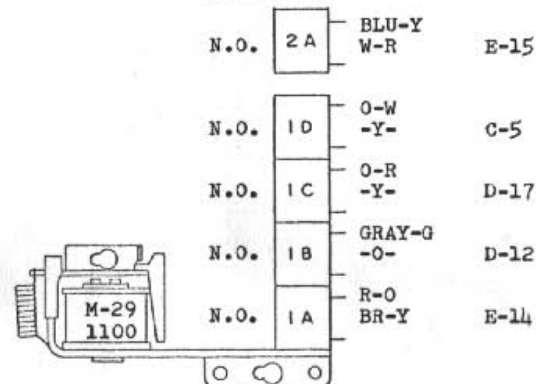 BLU-Y
N.O. 2A W-R E-15
O-W
N.O. 1D -Y- C-5
O-R
N.O. 1C -Y- D-17
GRAY-G
N.O. 1B -O- D-12
M-29 R-O
1100 N.O. 1A BR-Y E-14